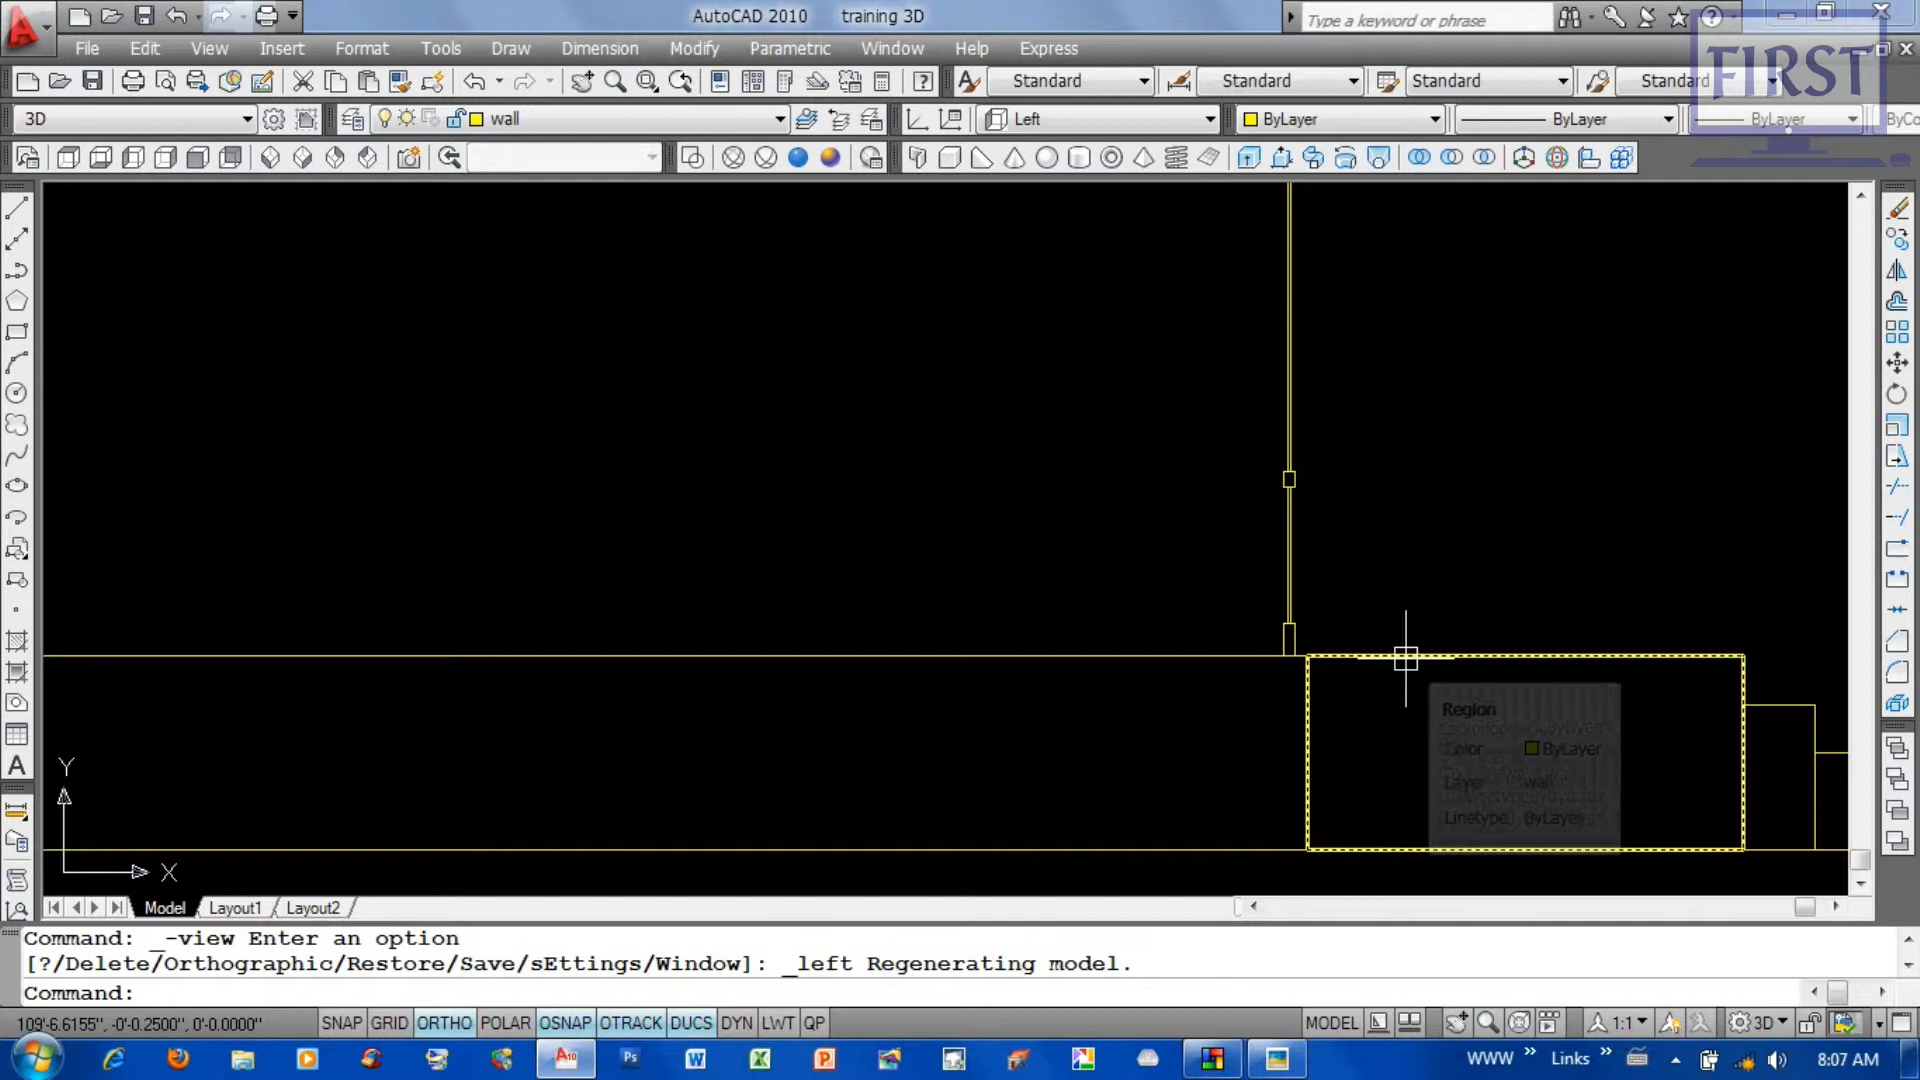 AutoCAD 2010 training 3D
Type a keyword or phrase
File Edit View Insert Format Tools Draw Dimension Modify Parametric Window Help Express
FIRST
Standard Standard Standard Standard
3D wall Left ByLayer ByLayer ByLayer ByCo
Region
Color ByLayer
Layer wall
Linetype ByLayer
Y
X
Model Layout1 Layout2
Command: _-view Enter an option
[?/Delete/Orthographic/Restore/Save/sEttings/Window]: _left Regenerating model.
Command:
109'-6.6155", -0'-0.2500", 0'-0.0000" SNAP GRID ORTHO POLAR OSNAP OTRACK DUCS DYN LWT QP MODEL 1:1 3D
WWW » Links » 8:07 AM